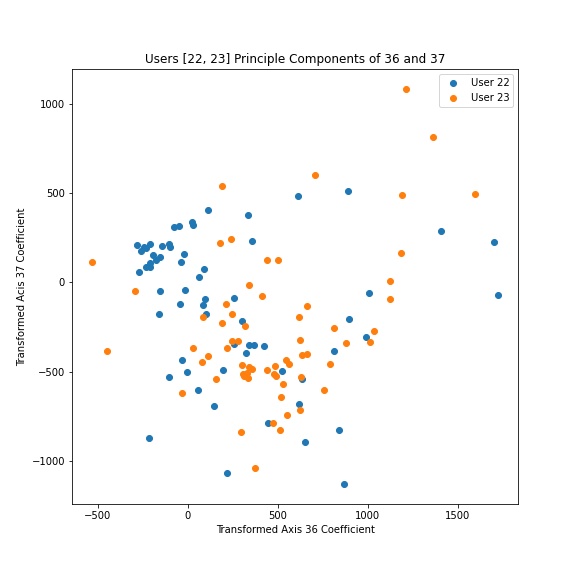 Users [22, 23] Principle Components of 36 and 37
User 22
User 23
1000
500
0
−500
−1000
Transformed Acis 37 Coefficient
−500
0
500
1000
1500
Transformed Axis 36 Coefficient